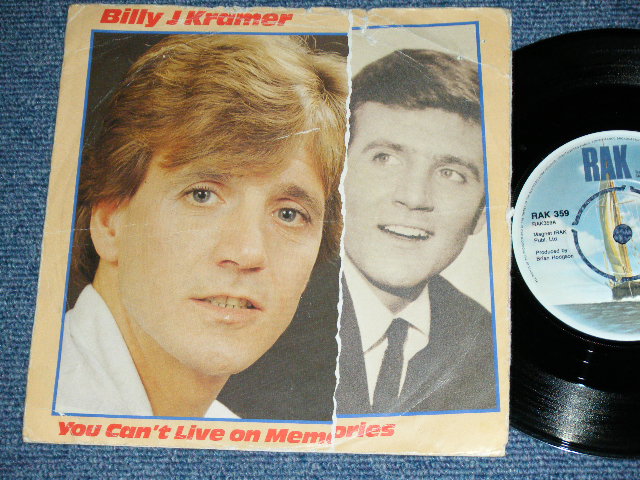 Billy J Kramer
You Can't Live on Memories
RAK
RAK 359
RAK359A
Magnet /RAK
Publ. Ltd
Produced by
Brian Hodgson